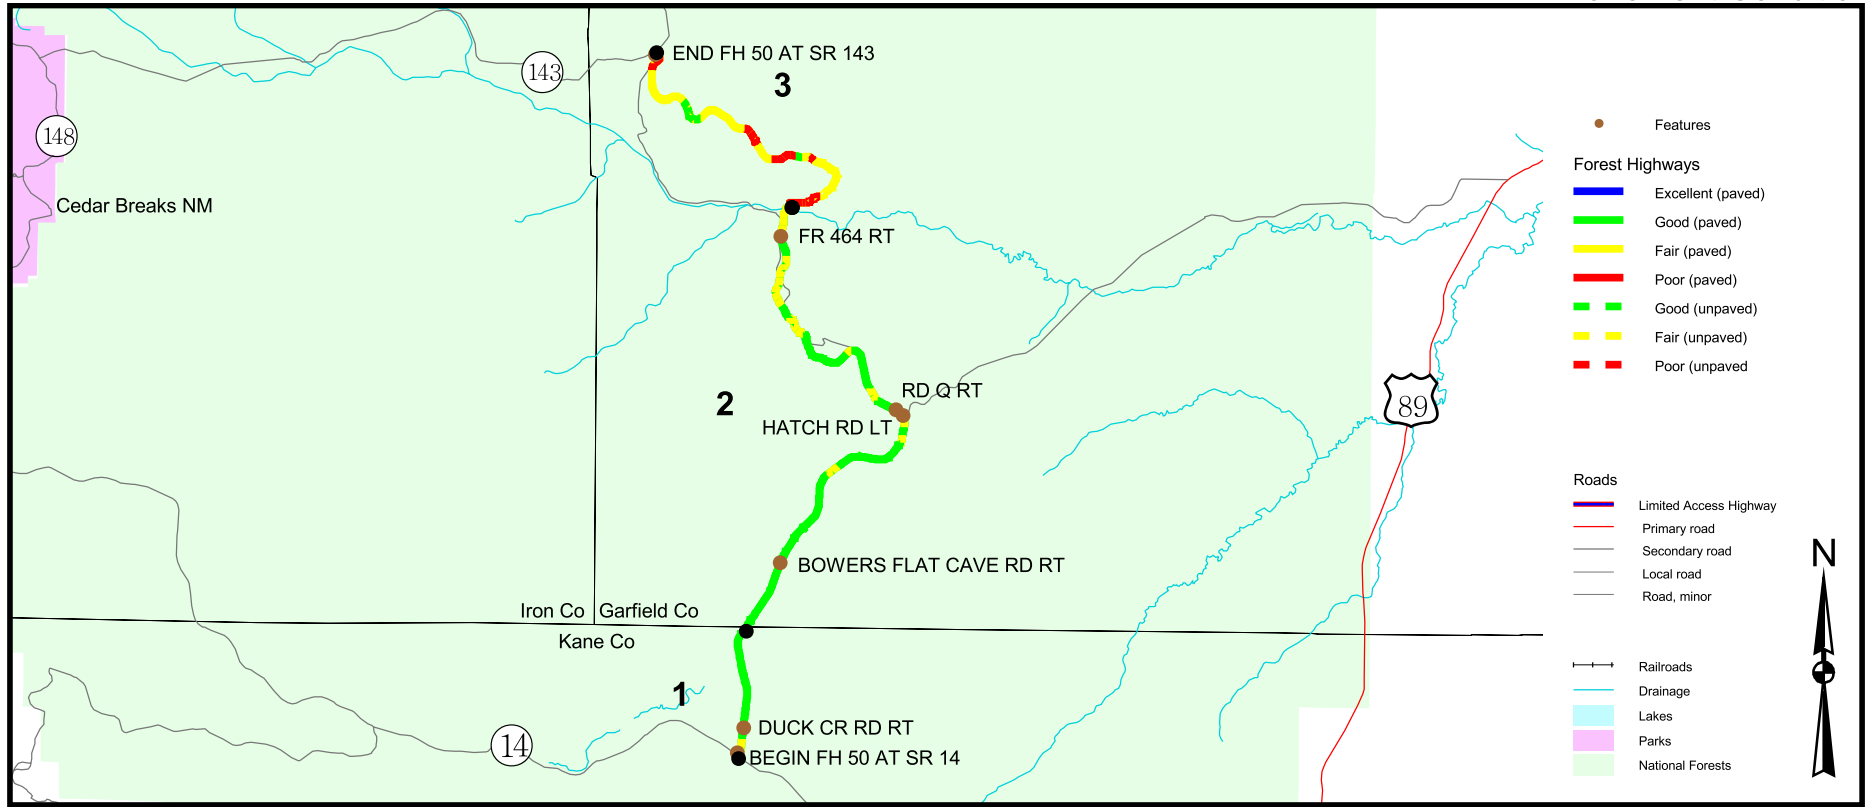 END FH 50 AT SR 143
143
3
148
Cedar Breaks NM
FR 464 RT
RD Q RT
2
HATCH RD LT
89
BOWERS FLAT CAVE RD RT
Iron Co
Garfield Co
Kane Co
1
DUCK CR RD RT
14
BEGIN FH 50 AT SR 14
Features
Forest Highways
Excellent (paved)
Good (paved)
Fair (paved)
Poor (paved)
Good (unpaved)
Fair (unpaved)
Poor (unpaved
Roads
Limited Access Highway
Primary road
Secondary road
Local road
Road, minor
Railroads
Drainage
Lakes
Parks
National Forests
N